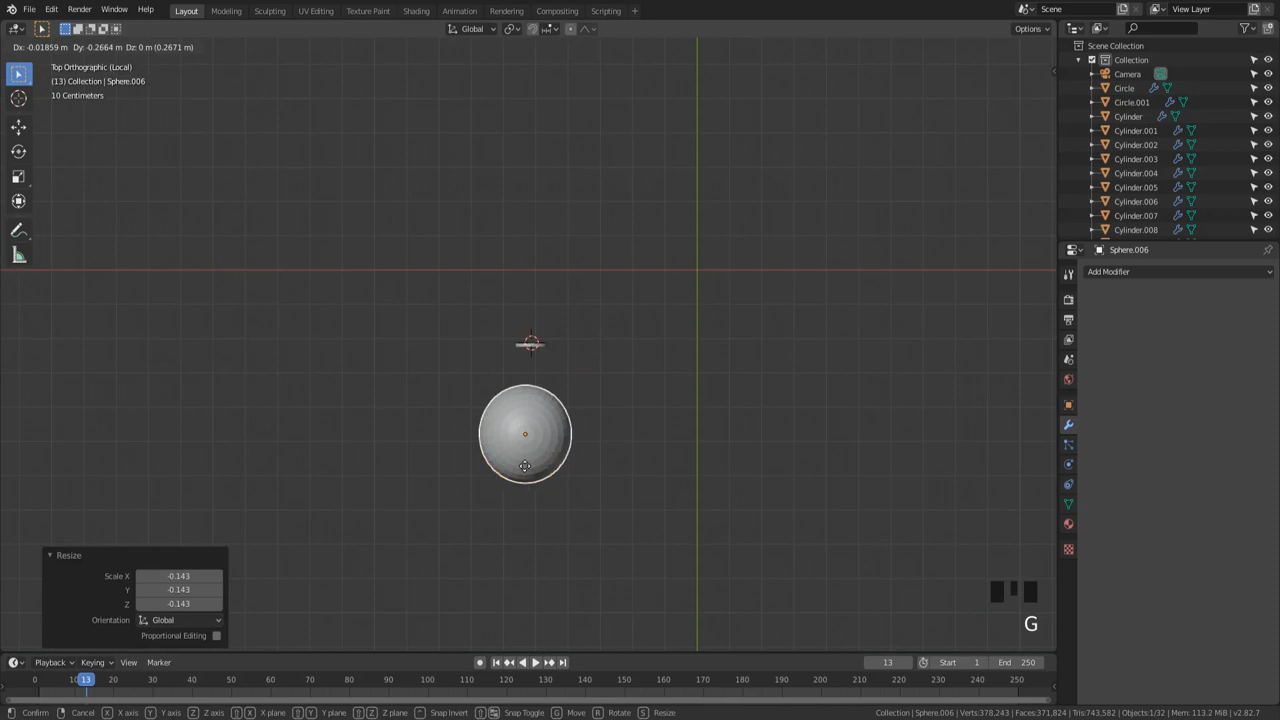 File Edit Render Window Help Layout Modeling Sculpting UV Editing Texture Paint Shading Animation Rendering Compositing Scripting + Scene View Layer
Global Options
Dx: -0.01859 m Dy: -0.2664 m Dz: 0 m (0.2671 m)
Top Orthographic (Local)
(13) Collection | Sphere.006
10 Centimeters
Scene Collection
Collection
Camera
Circle
Circle.001
Cylinder
Cylinder.001
Cylinder.002
Cylinder.003
Cylinder.004
Cylinder.005
Cylinder.006
Cylinder.007
Cylinder.008
Sphere.006
Add Modifier
Resize
Scale X -0.143
Y -0.143
Z -0.143
Orientation Global
Proportional Editing
G
Playback Keying View Marker 13 Start 1 End 250
0 10 13 20 30 40 50 60 70 80 90 100 110 120 130 140 150 160 170 180 190 200 210 220 230 240 250
Confirm Cancel X X axis Y Y axis Z Z axis X X plane Y Y plane Z Z plane Snap Invert Snap Toggle G Move R Rotate S Resize Collection | Sphere.006 | Verts:378,243 | Faces:371,824 | Tris:743,582 | Objects:1/32 | Mem: 113.2 MiB | v2.82.7